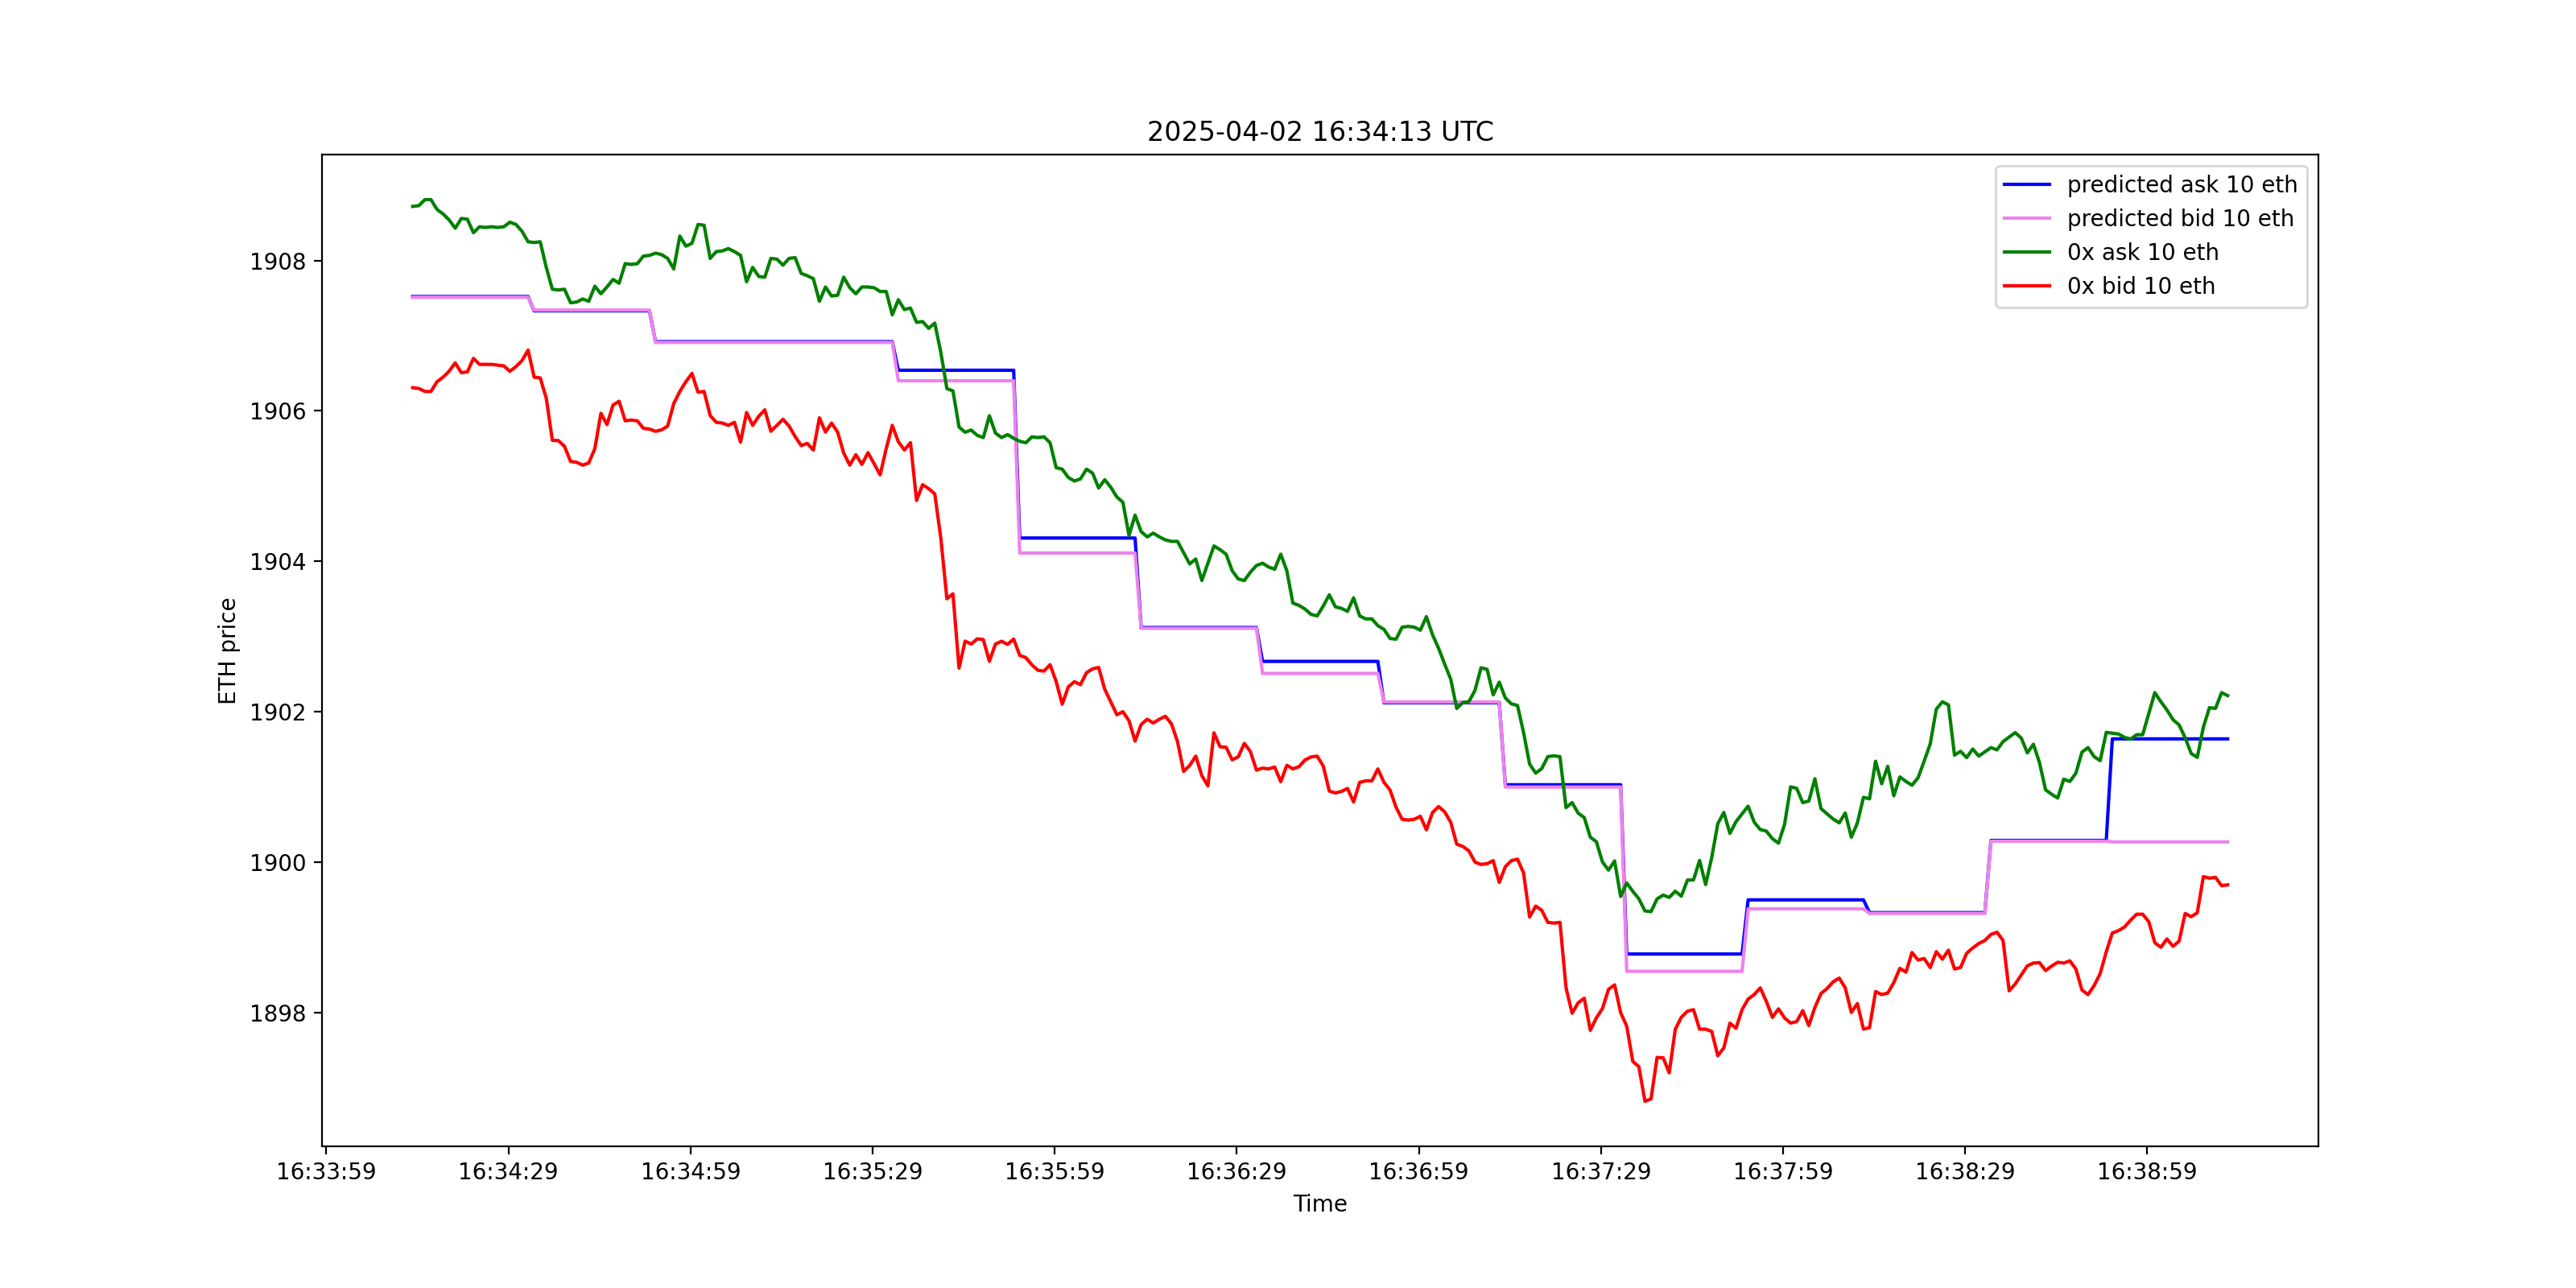 2025-04-02 16:34:13 UTC
predicted ask 10 eth
predicted bid 10 eth
0x ask 10 eth
0x bid 10 eth
ETH price
1908
1906
1904
1902
1900
1898
16:33:59 16:34:29 16:34:59 16:35:29 16:35:59 16:36:29 16:36:59 16:37:29 16:37:59 16:38:29 16:38:59
Time